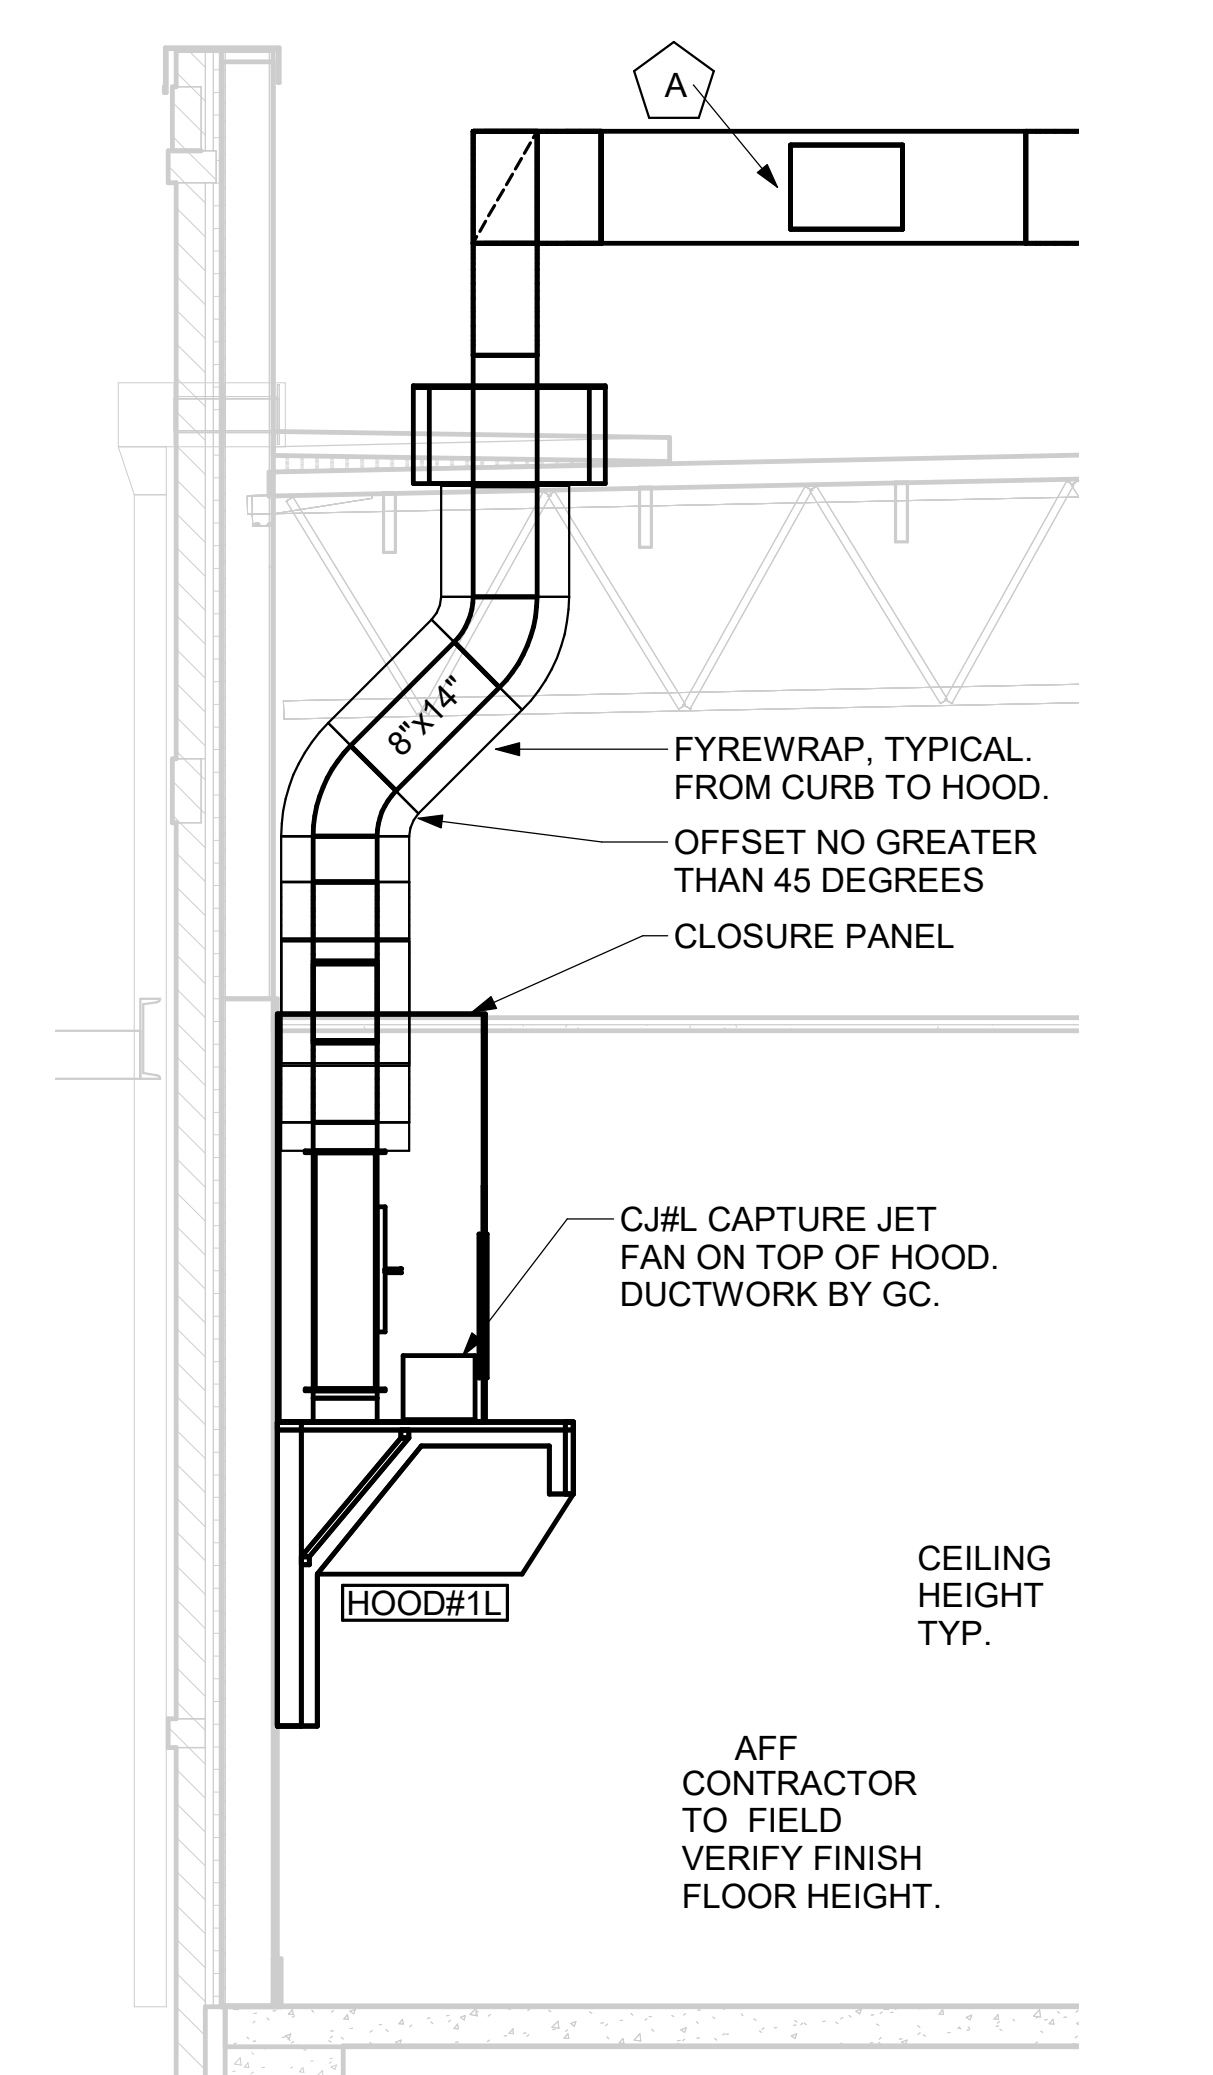 A
8"x14"
FYREWRAP, TYPICAL.
FROM CURB TO HOOD.
OFFSET NO GREATER
THAN 45 DEGREES
CLOSURE PANEL
CJ#L CAPTURE JET
FAN ON TOP OF HOOD.
DUCTWORK BY GC.
HOOD#1L
CEILING
HEIGHT
TYP.
AFF
CONTRACTOR
TO FIELD
VERIFY FINISH
FLOOR HEIGHT.